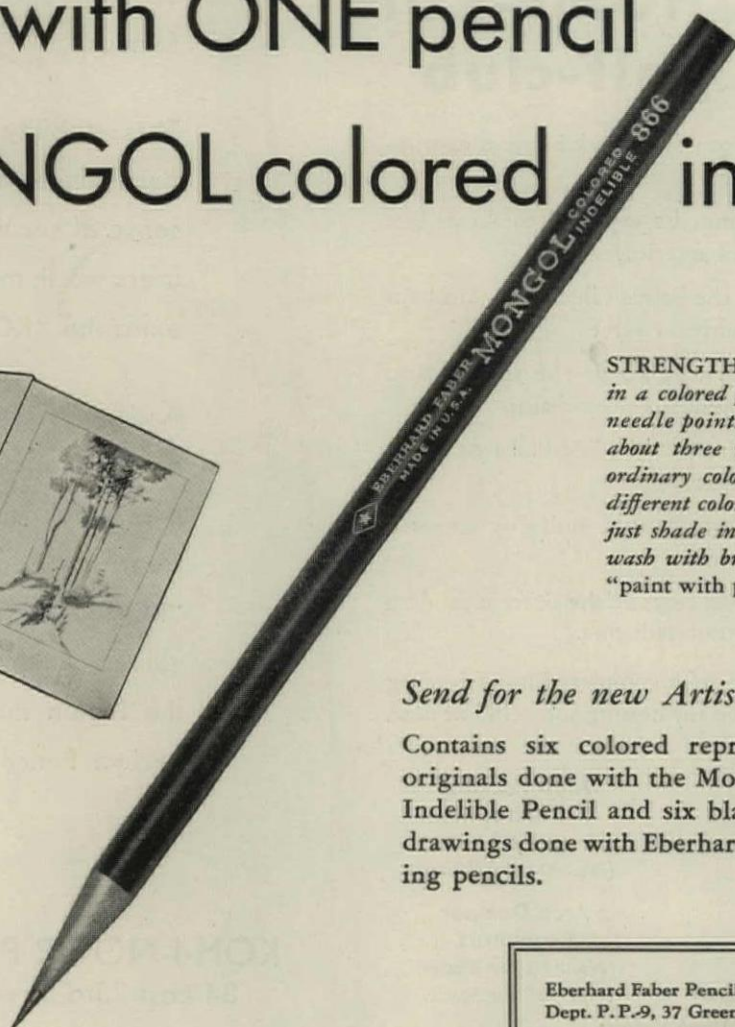 with ONE pencil
NGOL colored in
EBERHARD FABER MONGOL COLORED 866
MADE IN U.S.A. INDELIBLE
STRENGTH
in a colored
needle point
about three
ordinary colo
different colo
just shade in
wash with br
"paint with p
Send for the new Artis
Contains six colored repr
originals done with the Mo
Indelible Pencil and six bla
drawings done with Eberhar
ing pencils.
Eberhard Faber Pencil
Dept. P.P.-9, 37 Green